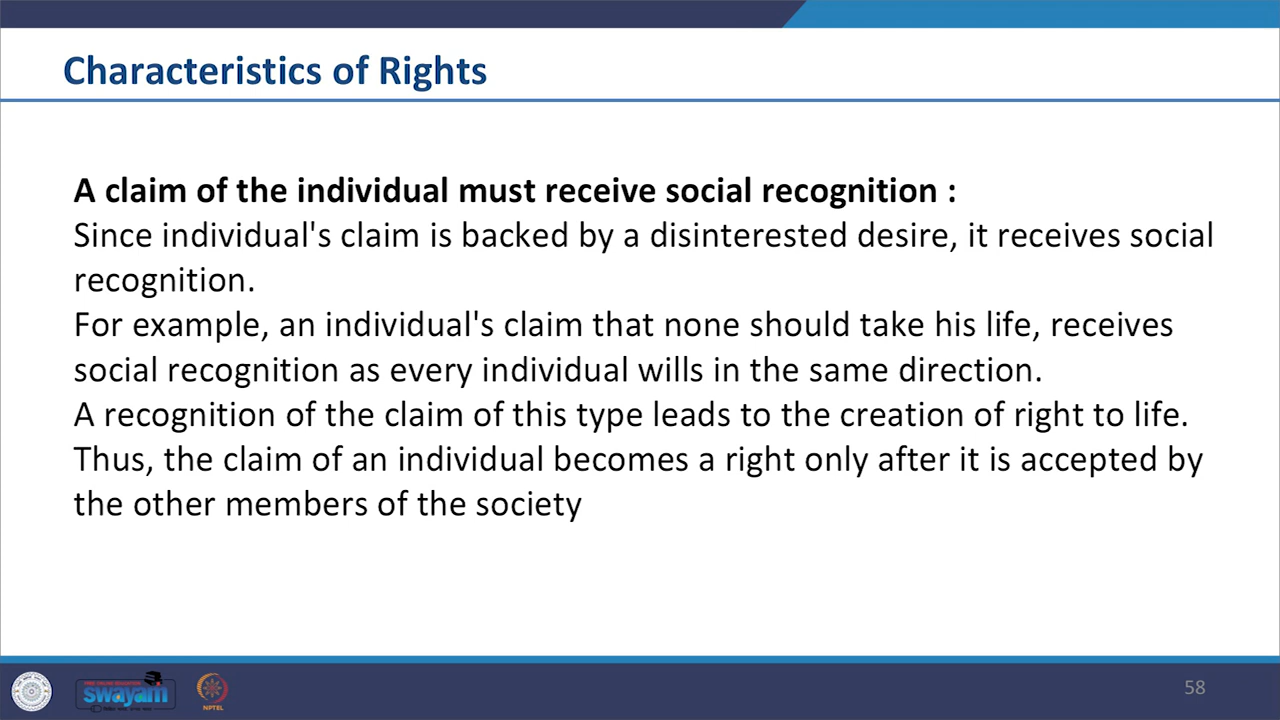 Characteristics of Rights
A claim of the individual must receive social recognition :
Since individual's claim is backed by a disinterested desire, it receives social
recognition.
For example, an individual's claim that none should take his life, receives
social recognition as every individual wills in the same direction.
A recognition of the claim of this type leads to the creation of right to life.
Thus, the claim of an individual becomes a right only after it is accepted by
the other members of the society
swayam
NPTEL
58